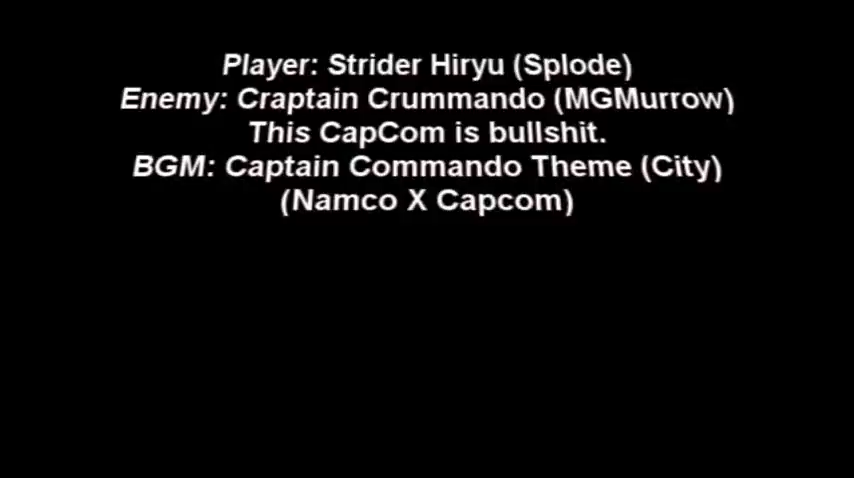 Player: Strider Hiryu (Splode)
Enemy: Craptain Crummando (MGMurrow)
This CapCom is bullshit.
BGM: Captain Commando Theme (City)
(Namco X Capcom)